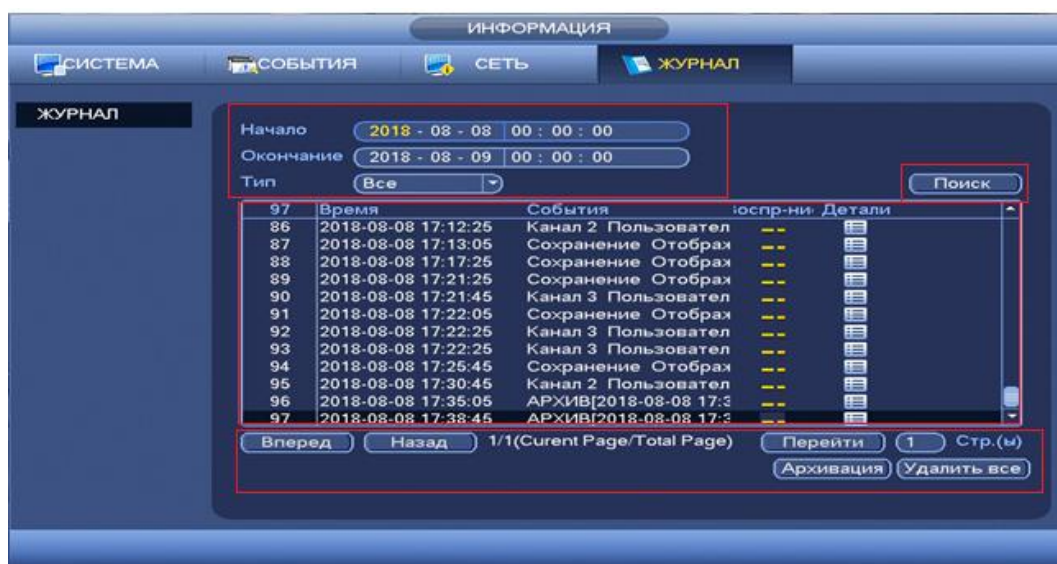 ИНФОРМАЦИЯ
СИСТЕМА СОБЫТИЯ СЕТЬ ЖУРНАЛ
ЖУРНАЛ
Начало 2018 - 08 - 08 00 : 00 : 00
Окончание 2018 - 08 - 09 00 : 00 : 00
Тип Все
Поиск
97 Время События Воспр-ни Детали
86 2018-08-08 17:12:25 Канал 2 Пользовател --
87 2018-08-08 17:13:05 Сохранение Отображ --
88 2018-08-08 17:17:25 Сохранение Отображ --
89 2018-08-08 17:21:25 Сохранение Отображ --
90 2018-08-08 17:21:45 Канал 3 Пользовател --
91 2018-08-08 17:22:05 Сохранение Отображ --
92 2018-08-08 17:22:25 Канал 3 Пользовател --
93 2018-08-08 17:22:25 Канал 3 Пользовател --
94 2018-08-08 17:25:45 Сохранение Отображ --
95 2018-08-08 17:30:45 Канал 2 Пользовател --
96 2018-08-08 17:35:05 АРХИВ[2018-08-08 17:3 --
97 2018-08-08 17:38:45 АРХИВ[2018-08-08 17:3 --
Вперед Назад 1/1(Curent Page/Total Page) Перейти 1 Стр.(ы)
Архивация Удалить все